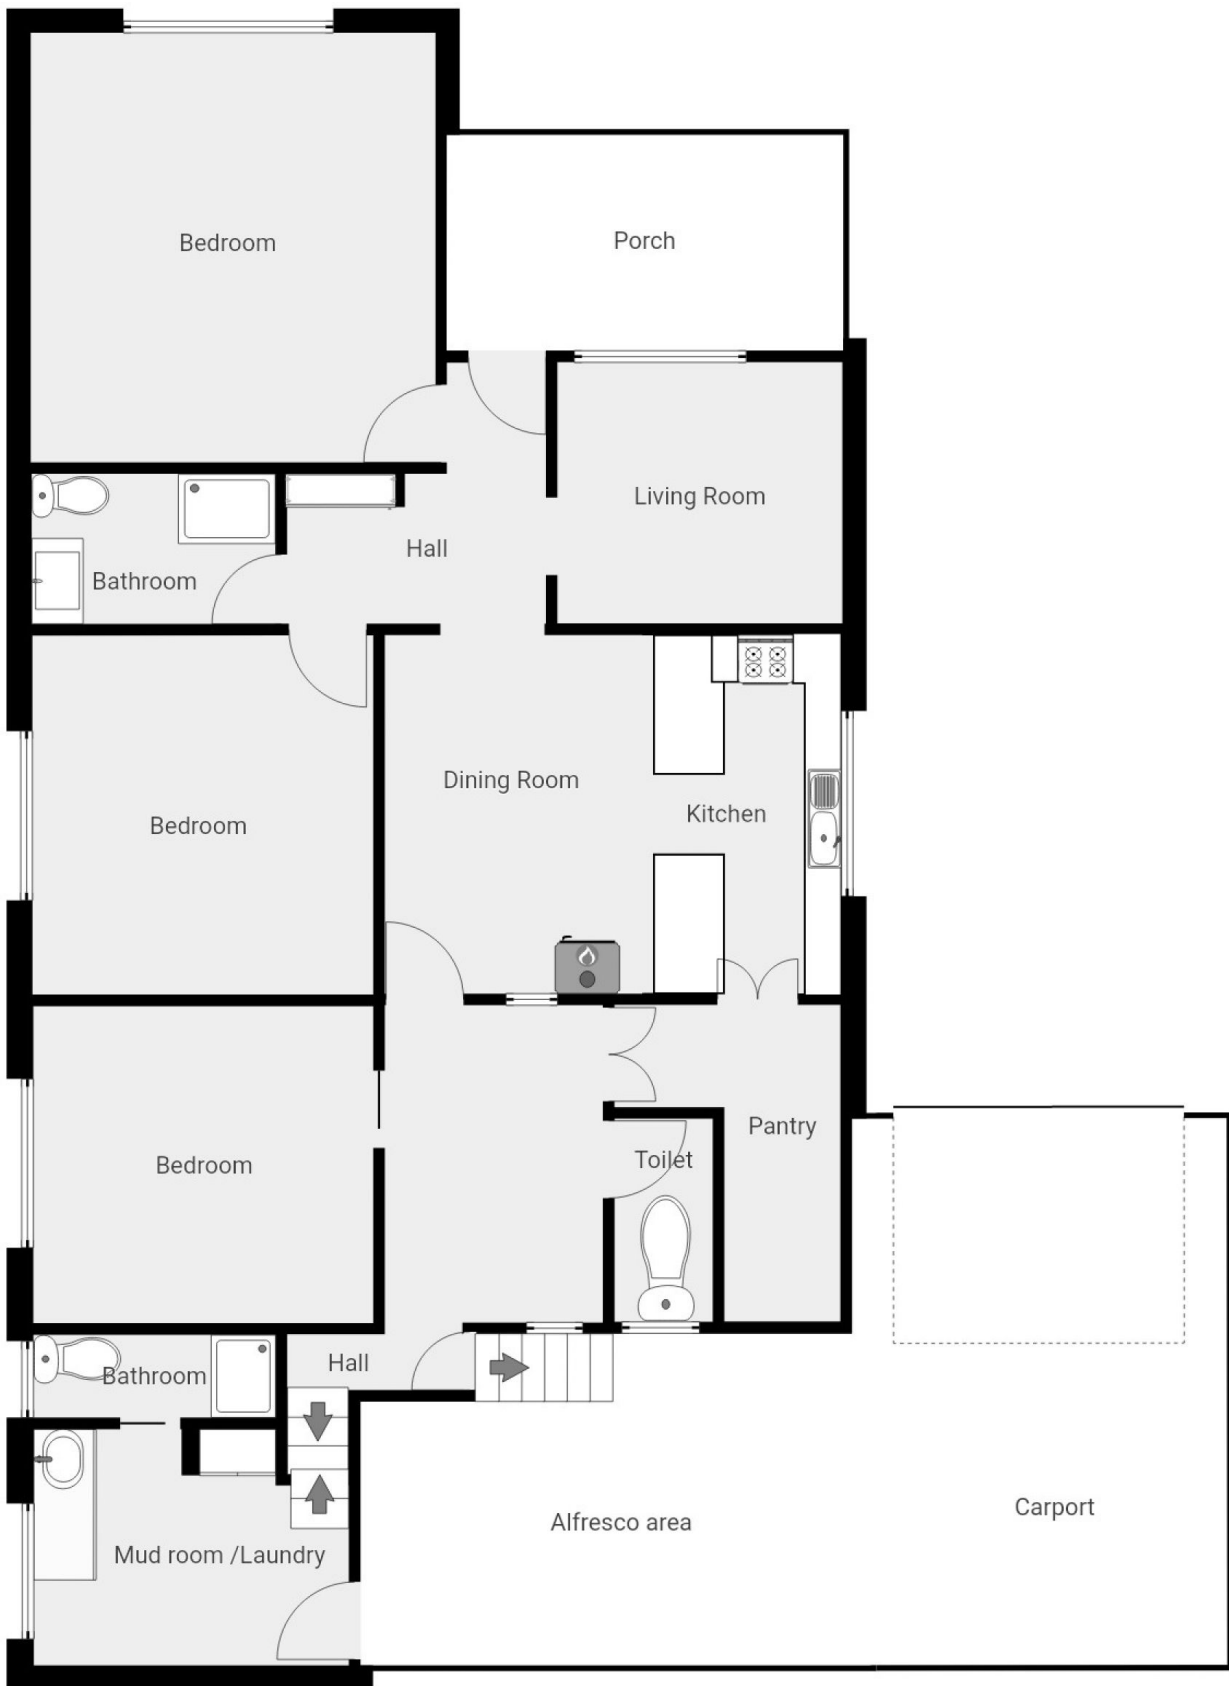 Bedroom
Porch
Living Room
Hall
Bathroom
Dining Room
Kitchen
Bedroom
Pantry
Toilet
Bedroom
Hall
Bathroom
Carport
Alfresco area
Mud room /Laundry